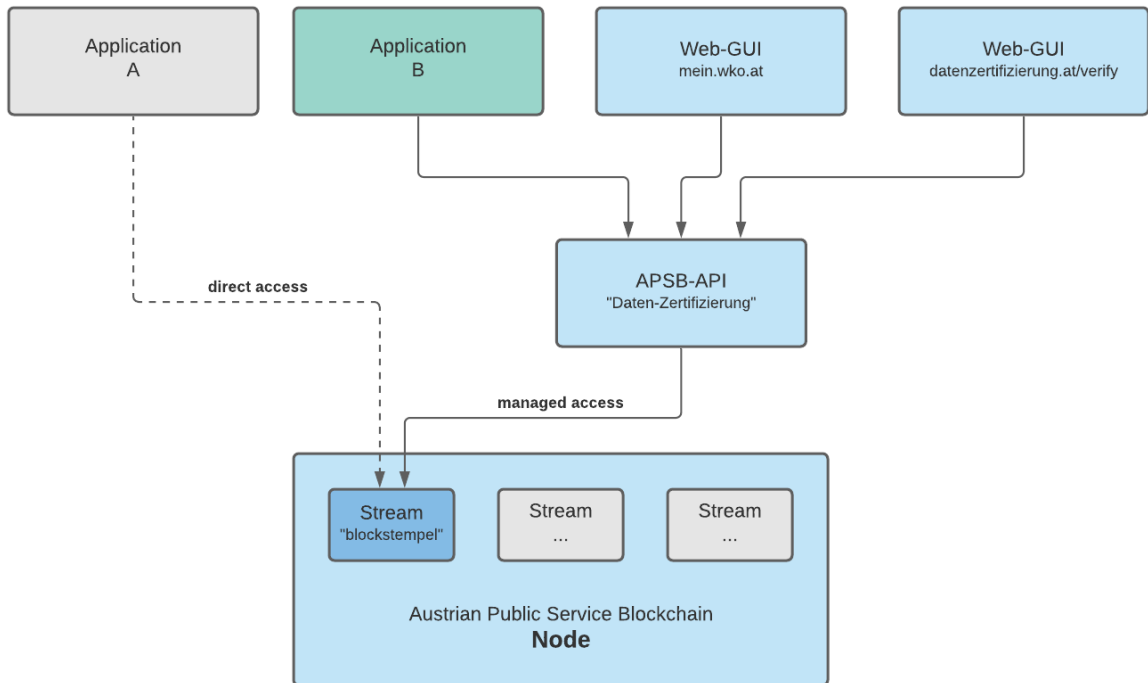 Application
A
Application
B
Web-GUI
mein.wko.at
Web-GUI
datenzertifizierung.at/verify
APSB-API
"Daten-Zertifizierung"
direct access
managed access
Stream
"blockstempel"
Stream
...
Stream
...
Austrian Public Service Blockchain
Node